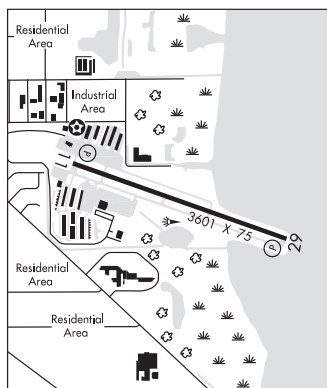 Residential
Area
Industrial
Area
P
3601 X 75
P
29
Residential
Area
Residential
Area